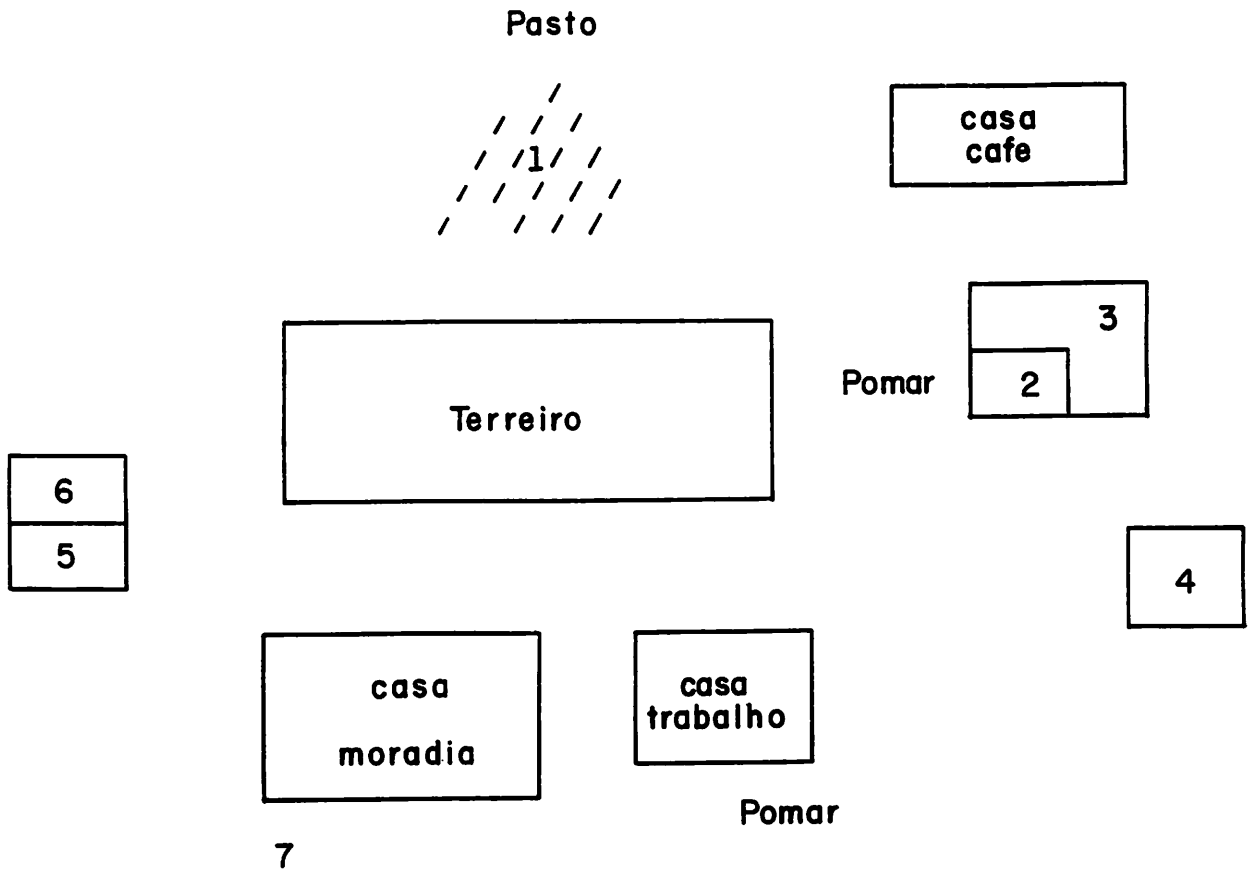 Pasto
1
casa
cafe
3
Pomar
2
Terreiro
6
5
4
casa
moradia
casa
trabalho
Pomar
7